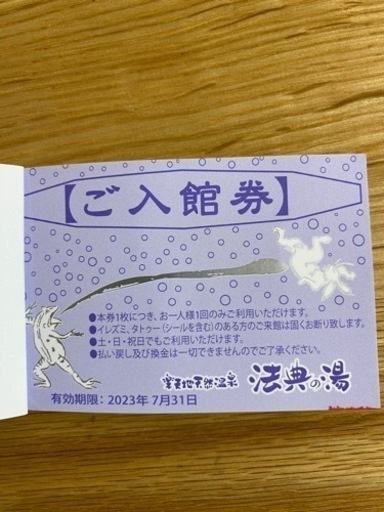 【ご入館券】
●本券1枚につき、お一人様1回のみご利用いただけます。
●イレズミ、タトゥー(シールを含む)のある方のご来館は固くお断り致します。
●土・日・祝日でもご利用いただけます。
●払い戻し及び換金は一切できませんのでご了承ください。
楽天地天然温泉 法典の湯
有効期限:2023年 7月31日